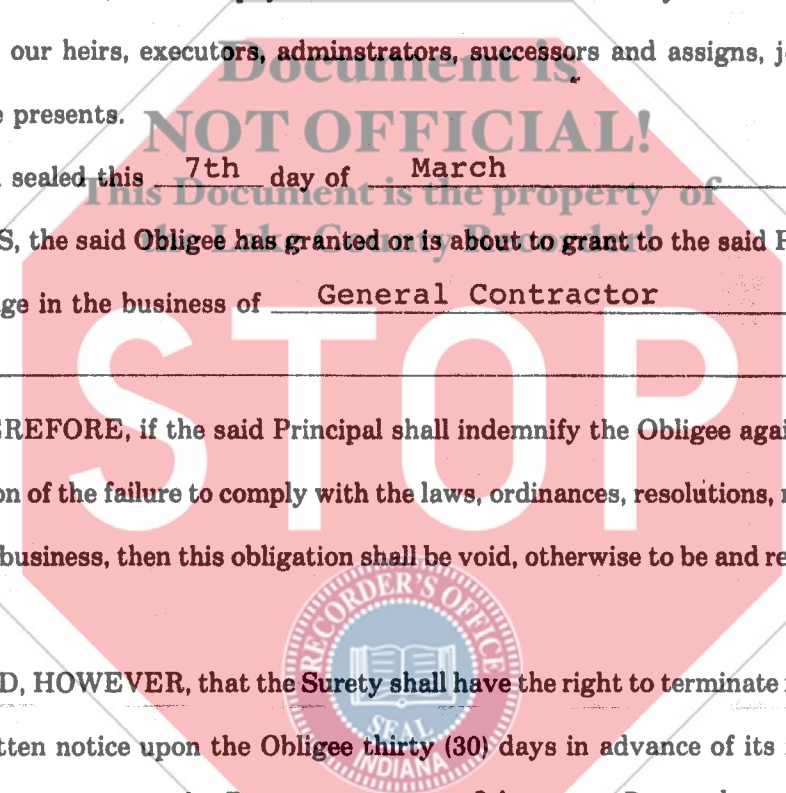 our heirs, executors, adminstrators, successors and assigns,
Document is
presents.
NOT OFFICIAL!
sealed this 7th day of March
This Document is the property of
S, the said Obligee has granted or is about to grant to the said
the Lake County Recorder!
ge in the business of General Contractor
STOP
REFORE, if the said Principal shall indemnify the Obligee agai
on of the failure to comply with the laws, ordinances, resolutions,
business, then this obligation shall be void, otherwise to be and re
RECORDER'S OFFICE
D, HOWEVER, that the Surety shall have the right to terminate
SEAL
tten notice upon the Obligee thirty (30) days in advance of its
INDIANA